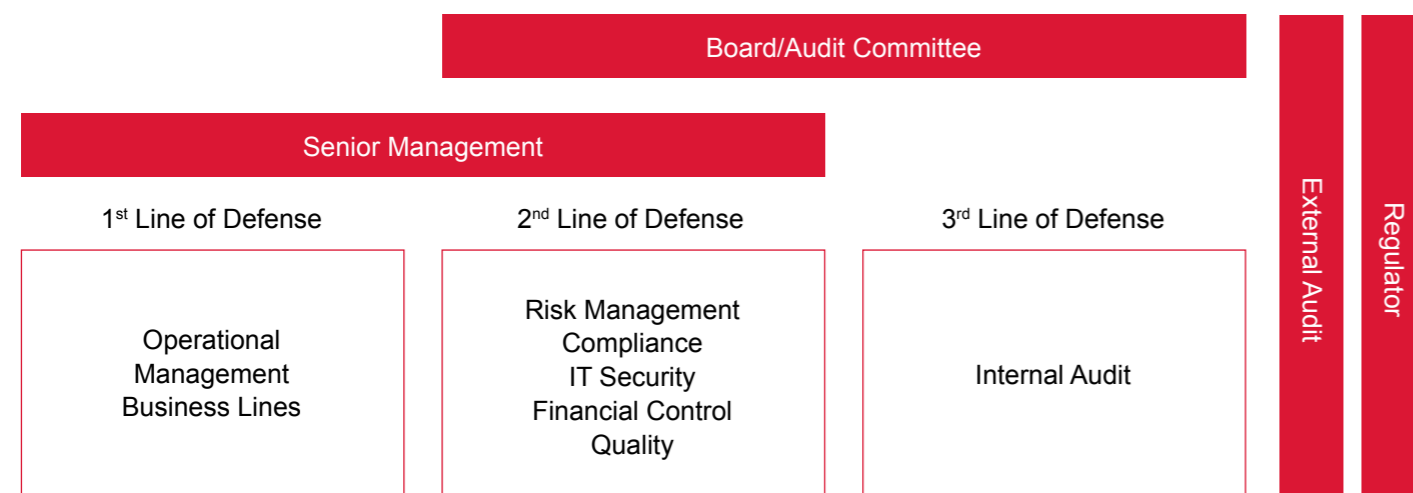 Board/Audit Committee
Senior Management
1st Line of Defense
2nd Line of Defense
3rd Line of Defense
Operational
Management
Business Lines
Risk Management
Compliance
IT Security
Financial Control
Quality
Internal Audit
External Audit
Regulator